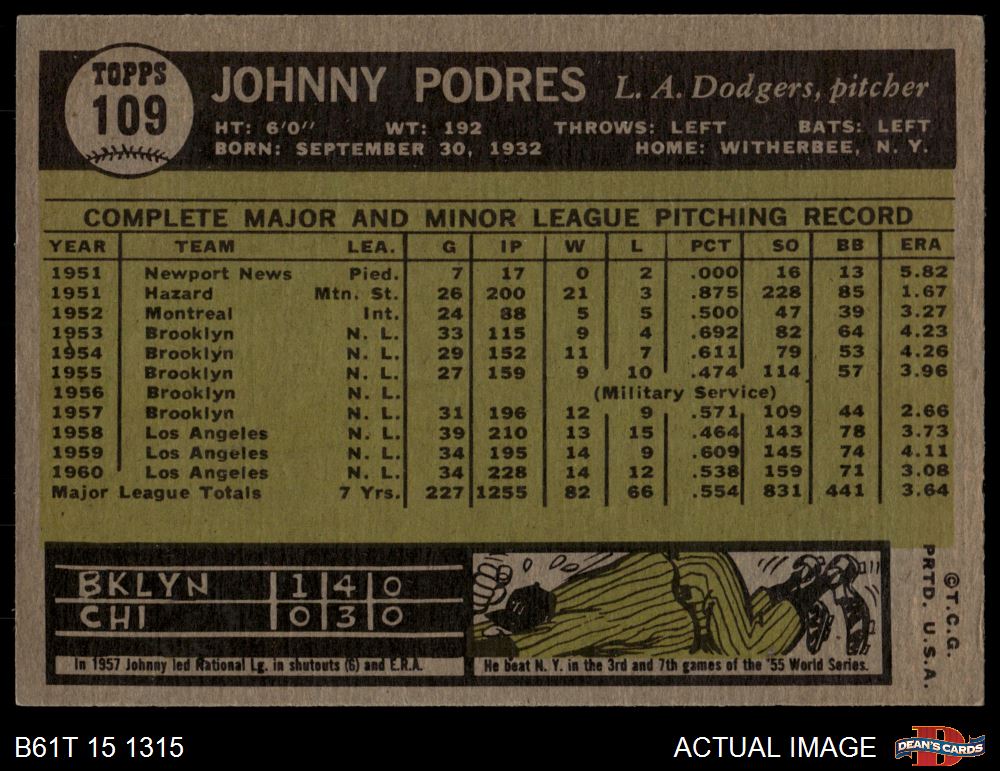 TOPPS
109
JOHNNY PODRES L. A. Dodgers, pitcher
HT: 6'0" WT: 192 THROWS: LEFT BATS: LEFT
BORN: SEPTEMBER 30, 1932 HOME: WITHERBEE, N. Y.
COMPLETE MAJOR AND MINOR LEAGUE PITCHING RECORD
YEAR TEAM LEA. G IP W L PCT SO BB ERA
1951 Newport News Pied. 7 17 0 2 .000 16 13 5.82
1951 Hazard Mtn. St. 26 200 21 3 .875 228 85 1.67
1952 Montreal Int. 24 88 5 5 .500 47 39 3.27
1953 Brooklyn N. L. 33 115 9 4 .692 82 64 4.23
1954 Brooklyn N. L. 29 152 11 7 .611 79 53 4.26
1955 Brooklyn N. L. 27 159 9 10 .474 114 57 3.96
1956 Brooklyn N. L. (Military Service)
1957 Brooklyn N. L. 31 196 12 9 .571 109 44 2.66
1958 Los Angeles N. L. 39 210 13 15 .464 143 78 3.73
1959 Los Angeles N. L. 34 195 14 9 .609 145 74 4.11
1960 Los Angeles N. L. 34 228 14 12 .538 159 71 3.08
Major League Totals 7 Yrs. 227 1255 82 66 .554 831 441 3.64
BKLYN 1 4 0
CHI 0 3 0
In 1957 Johnny led National Lg. in shutouts (6) and E.R.A.
He beat N. Y. in the 3rd and 7th games of the '55 World Series.
©T.C.G.
PRTD. U.S.A.
B61T 15 1315
ACTUAL IMAGE
D
DEAN'S CARDS